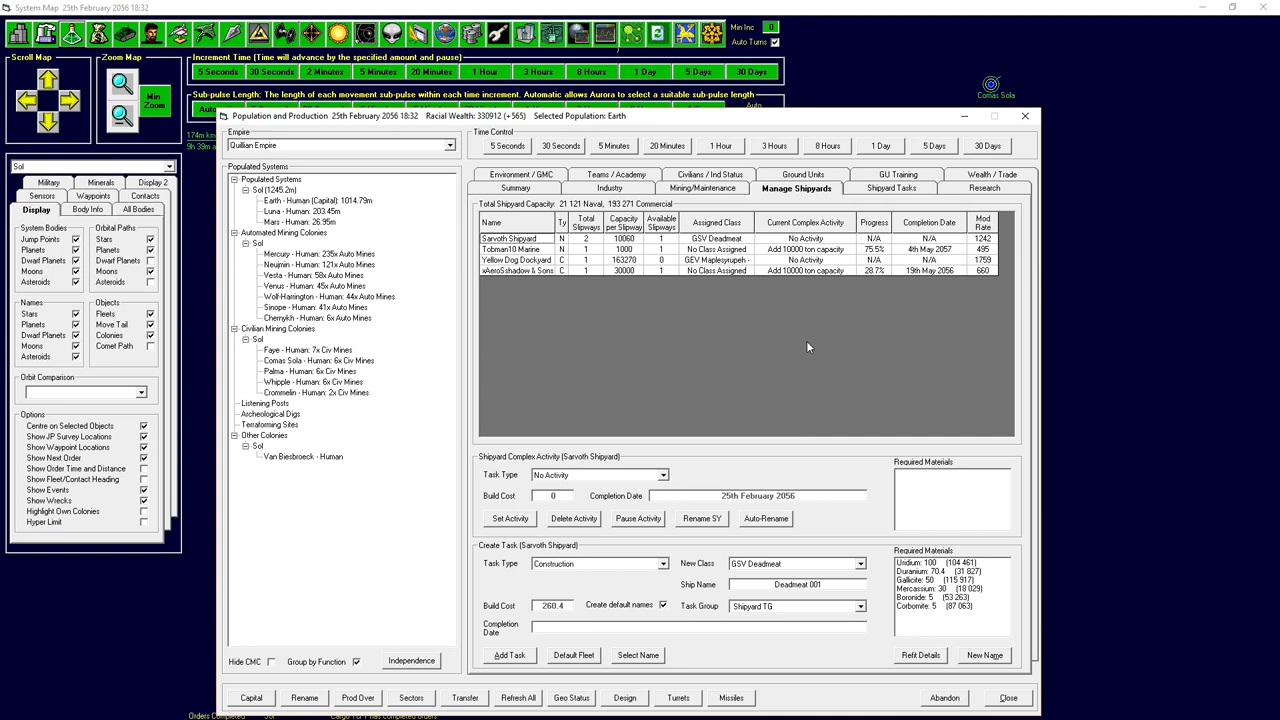 System Map 25th February 2056 18:32
Min Inc 0
Auto Turns
Scroll Map
Zoom Map
Min Zoom
Increment Time (Time will advance by the specified amount and pause)
5 Seconds 30 Seconds 2 Minutes 5 Minutes 20 Minutes 1 Hour 3 Hours 8 Hours 1 Day 5 Days 30 Days
Sub-pulse Length: The length of each movement sub-pulse within each time increment. Automatic allows Aurora to select a suitable sub-pulse length
Comas Sola
Sol
Military Minerals Display 2
Sensors Waypoints Contacts
Display Body Info All Bodies
System Bodies
Jump Points
Planets
Dwarf Planets
Moons
Asteroids
Orbital Paths
Stars
Planets
Dwarf Planets
Moons
Asteroids
Names
Stars
Planets
Dwarf Planets
Moons
Asteroids
Objects
Fleets
Move Tail
Colonies
Comet Path
Orbit Comparison
Options
Centre on Selected Objects
Show JP Survey Locations
Show Waypoint Locations
Show Next Order
Show Order Time and Distance
Show Fleet/Contact Heading
Show Events
Show Wrecks
Highlight Own Colonies
Hyper Limit
Population and Production 25th February 2056 18:32 Racial Wealth: 330912 (+565) Selected Population: Earth
Empire
Quillian Empire
Time Control
5 Seconds 30 Seconds 5 Minutes 20 Minutes 1 Hour 3 Hours 8 Hours 1 Day 5 Days 30 Days
Populated Systems
Populated Systems
Sol (1245.2m)
Earth - Human (Capital): 1014.79m
Luna - Human: 203.45m
Mars - Human: 26.95m
Automated Mining Colonies
Sol
Mercury - Human: 235x Auto Mines
Neujmin - Human: 121x Auto Mines
Vesta - Human: 58x Auto Mines
Venus - Human: 45x Auto Mines
Wolf-Harrington - Human: 44x Auto Mines
Sinope - Human: 41x Auto Mines
Chernykh - Human: 6x Auto Mines
Civilian Mining Colonies
Sol
Faye - Human: 7x Civ Mines
Comas Sola - Human: 6x Civ Mines
Palma - Human: 6x Civ Mines
Whipple - Human: 6x Civ Mines
Crommelin - Human: 2x Civ Mines
Listening Posts
Archeological Digs
Terraforming Sites
Other Colonies
Sol
Van Biesbroeck - Human
Hide CMC Group by Function Independence
Environment / GMC Teams / Academy Civilians / Ind Status Ground Units GU Training Wealth / Trade
Summary Industry Mining/Maintenance Manage Shipyards Shipyard Tasks Research
Total Shipyard Capacity: 21 121 Naval, 193 271 Commercial
Name Ty Total Slipways Capacity per Slipway Available Slipways Assigned Class Current Complex Activity Progress Completion Date Mod Rate
Sarvoth Shipyard N 2 10060 1 GSV Deadmeat No Activity N/A N/A 1242
Tobman10 Marine N 1 1000 1 No Class Assigned Add 10000 ton capacity 75.5% 4th May 2057 495
Yellow Dog Dockyard C 1 163270 0 GEV Maplesyrupeh - No Activity N/A N/A 1759
xAeroSshadow & Sons C 1 30000 1 No Class Assigned Add 10000 ton capacity 28.7% 19th May 2056 660
Shipyard Complex Activity (Sarvoth Shipyard)
Task Type No Activity
Build Cost 0 Completion Date 25th February 2056
Set Activity Delete Activity Pause Activity Rename SY Auto-Rename
Required Materials
Create Task (Sarvoth Shipyard)
Task Type Construction New Class GSV Deadmeat
Ship Name Deadmeat 001
Build Cost 260.4 Create default names Task Group Shipyard TG
Completion Date
Required Materials
Uridium: 100 (104 461)
Duranium: 70.4 (31 827)
Gallicite: 50 (115 917)
Mercassium: 30 (18 029)
Boronide: 5 (53 263)
Corbomite: 5 (87 063)
Add Task Default Fleet Select Name Refit Details New Name
Capital Rename Prod Over Sectors Transfer Refresh All Geo Status Design Turrets Missiles Abandon Close